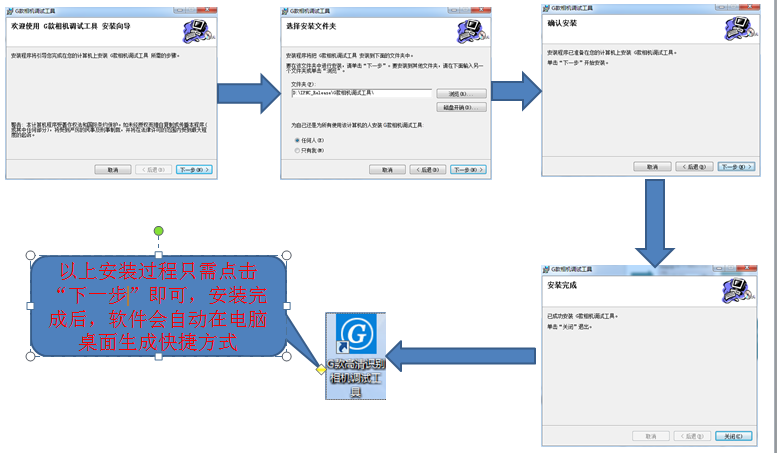 G款相机调试工具
欢迎使用 G款相机调试工具 安装向导
安装程序将引导您完成在您的计算机上安装 G款相机调试工具 所需的步骤。
警告：本计算机程序受著作权法和国际条约保护。如未经授权而擅自复制或传播本程序(
或其中任何部分)，将受到严厉的民事及刑事制裁，并将在法律许可的范围内受到最大程
度的起诉。
取消
< 后退(B)
下一步(N) >
G款相机调试工具
选择安装文件夹
安装程序将把 G款相机调试工具 安装到下面的文件夹中。
要在该文件夹中进行安装，请单击“下一步”。要安装到其他文件夹，请在下面输入另一
个文件夹或单击“浏览”。
文件夹(F):
浏览(R)...
磁盘开销(D)...
为自己还是为所有使用该计算机的人安装 G款相机调试工具:
任何人(E)
只有我(M)
取消
< 后退(B)
下一步(N) >
G款相机调试工具
确认安装
安装程序已准备在您的计算机上安装 G款相机调试工具。
单击“下一步”开始安装。
取消
< 后退(B)
下一步(N) >
G款相机调试工具
安装完成
已成功安装 G款相机调试工具。
单击“关闭”退出。
取消
< 后退(B)
关闭(C)
G款高清识别
相机调试工
具
以上安装过程只需点击
“下一步”即可，安装完
成后，软件会自动在电脑
桌面生成快捷方式